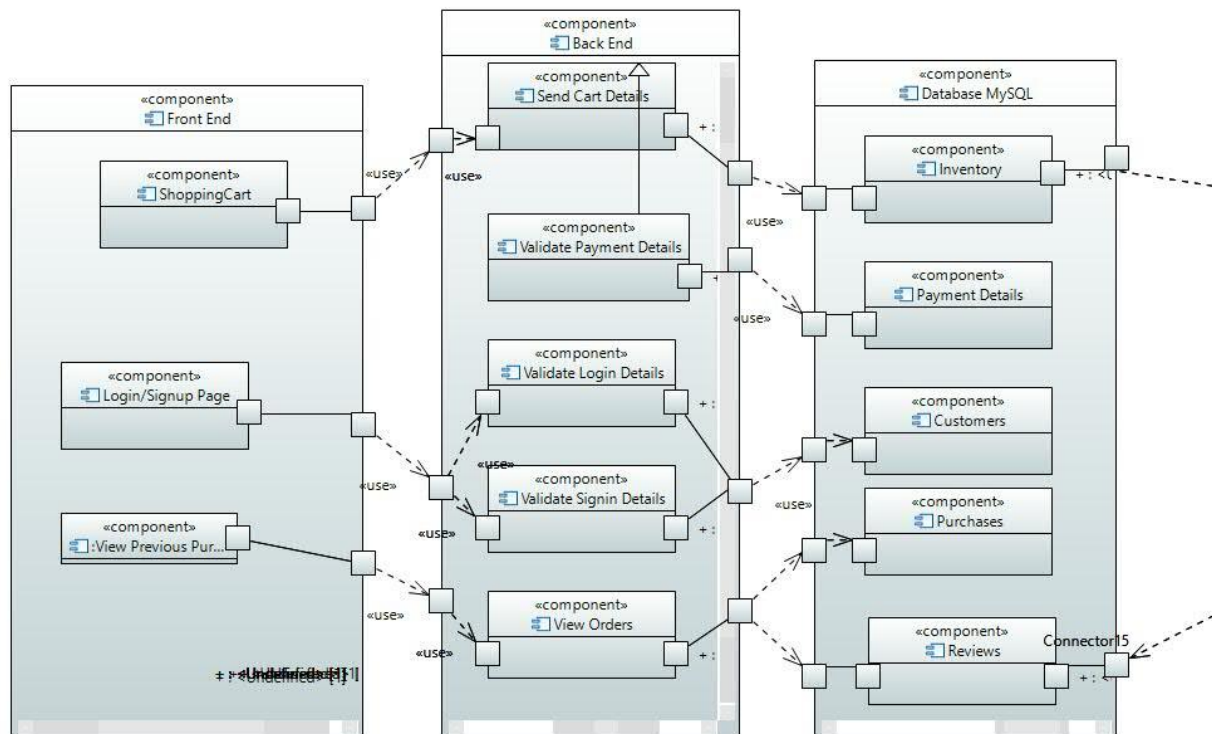 «component»
Front End
«component»
ShoppingCart
«component»
Login/Signup Page
«component»
:View Previous Pur...
+ : <Undefined> [1]
«use»
«use»
«use»
«component»
Back End
«component»
Send Cart Details
+ :
«use»
«component»
Validate Payment Details
+
«component»
Validate Login Details
+ :
«use»
«component»
Validate Signin Details
+ :
«use»
«component»
View Orders
+ :
«use»
«use»
«use»
«use»
«component»
Database MySQL
«component»
Inventory
+ : <U
«component»
Payment Details
«component»
Customers
«component»
Purchases
«component»
Reviews
Connector15
+ : <